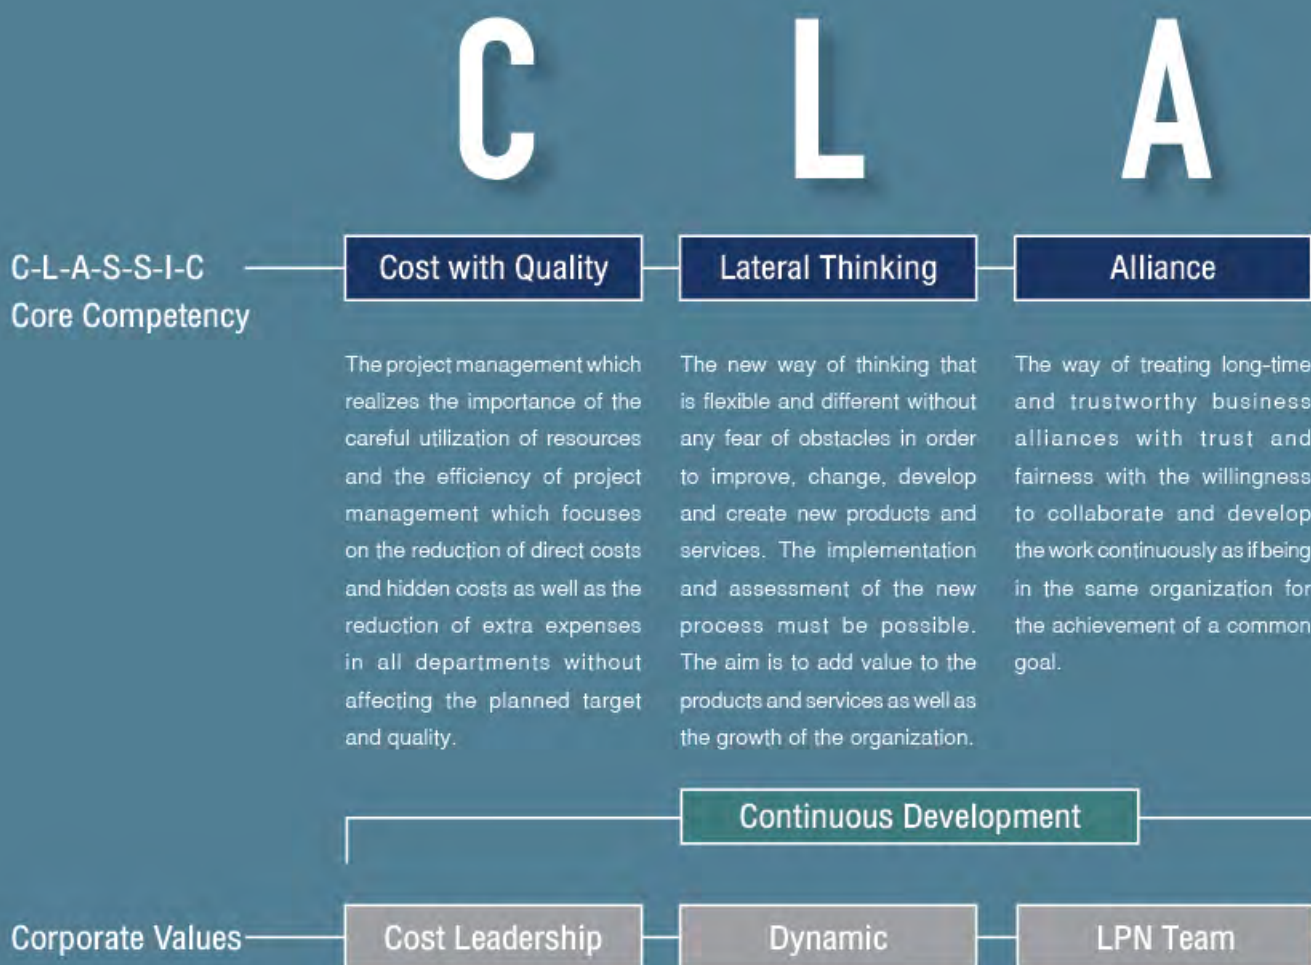 C L A
C-L-A-S-S-I-C
Core Competency
Cost with Quality
Lateral Thinking
Alliance
The project management which
realizes the importance of the
careful utilization of resources
and the efficiency of project
management which focuses
on the reduction of direct costs
and hidden costs as well as the
reduction of extra expenses
in all departments without
affecting the planned target
and quality.
The new way of thinking that
is flexible and different without
any fear of obstacles in order
to improve, change, develop
and create new products and
services. The implementation
and assessment of the new
process must be possible.
The aim is to add value to the
products and services as well as
the growth of the organization.
The way of treating long-time
and trustworthy business
alliances with trust and
fairness with the willingness
to collaborate and develop
the work continuously as if being
in the same organization for
the achievement of a common
goal.
Continuous Development
Corporate Values
Cost Leadership
Dynamic
LPN Team